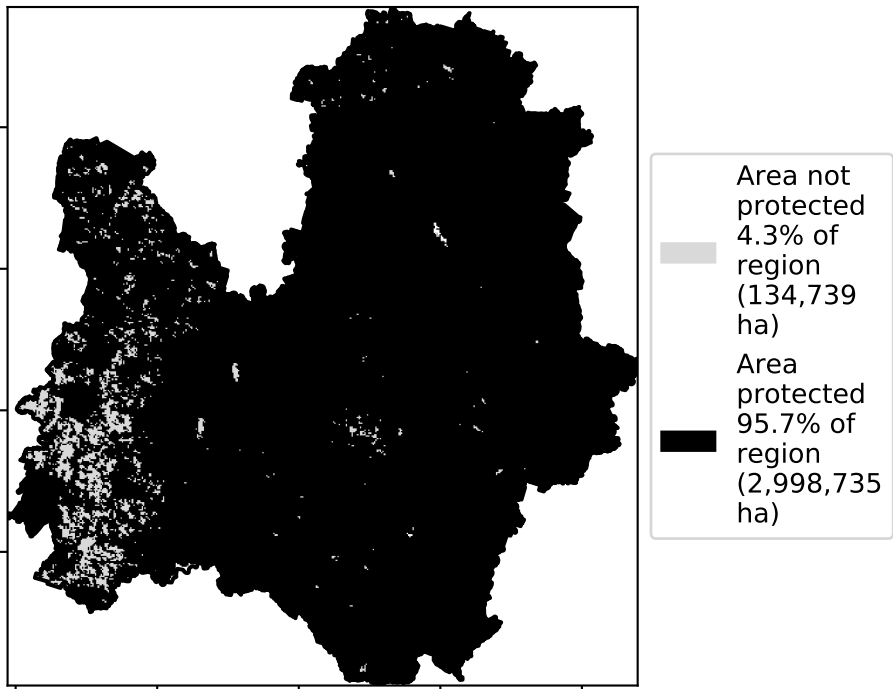 Area not
protected
4.3% of
region
(134,739
ha)
Area
protected
95.7% of
region
(2,998,735
ha)